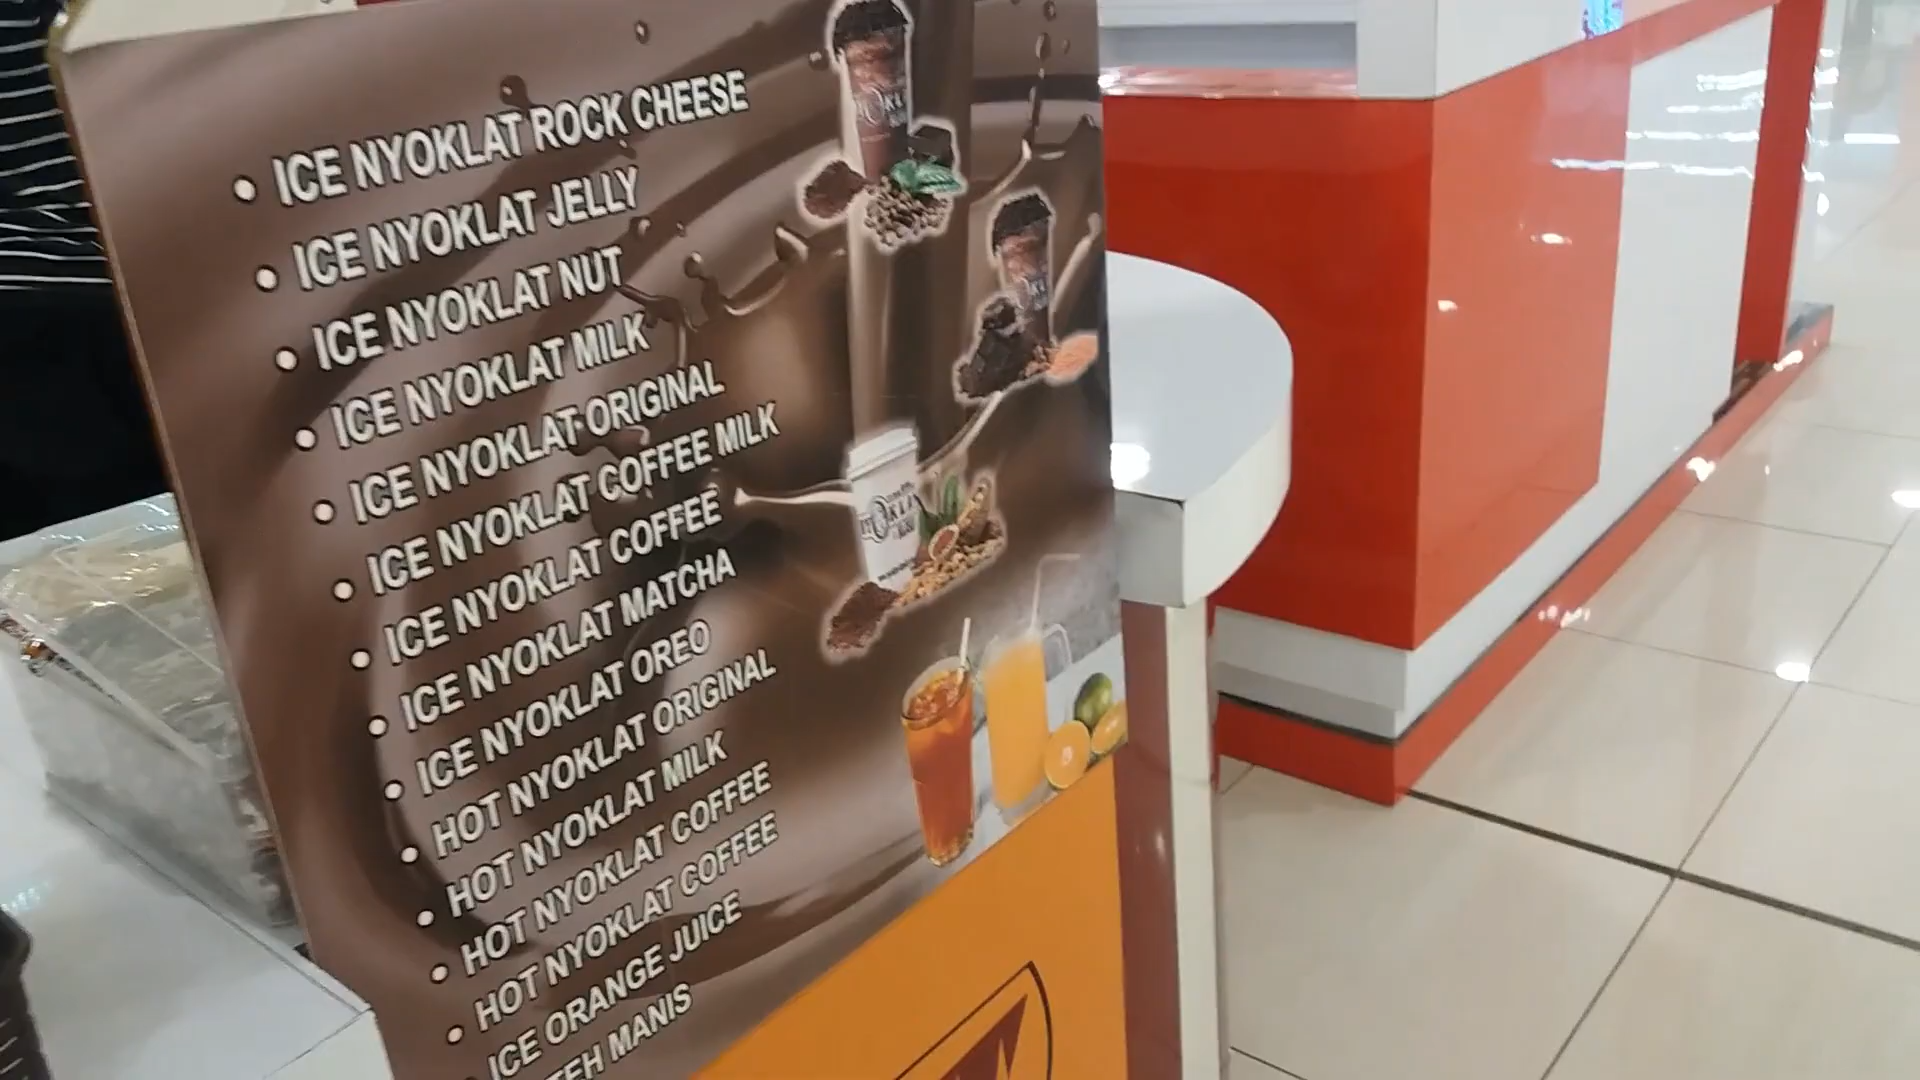 • ICE NYOKLAT ROCK CHEESE
• ICE NYOKLAT JELLY
• ICE NYOKLAT NUT
• ICE NYOKLAT MILK
• ICE NYOKLAT ORIGINAL
• ICE NYOKLAT COFFEE MILK
• ICE NYOKLAT COFFEE
• ICE NYOKLAT MATCHA
• ICE NYOKLAT OREO
• HOT NYOKLAT ORIGINAL
• HOT NYOKLAT MILK
• HOT NYOKLAT COFFEE
• HOT NYOKLAT COFFEE
• ICE ORANGE JUICE
TEH MANIS